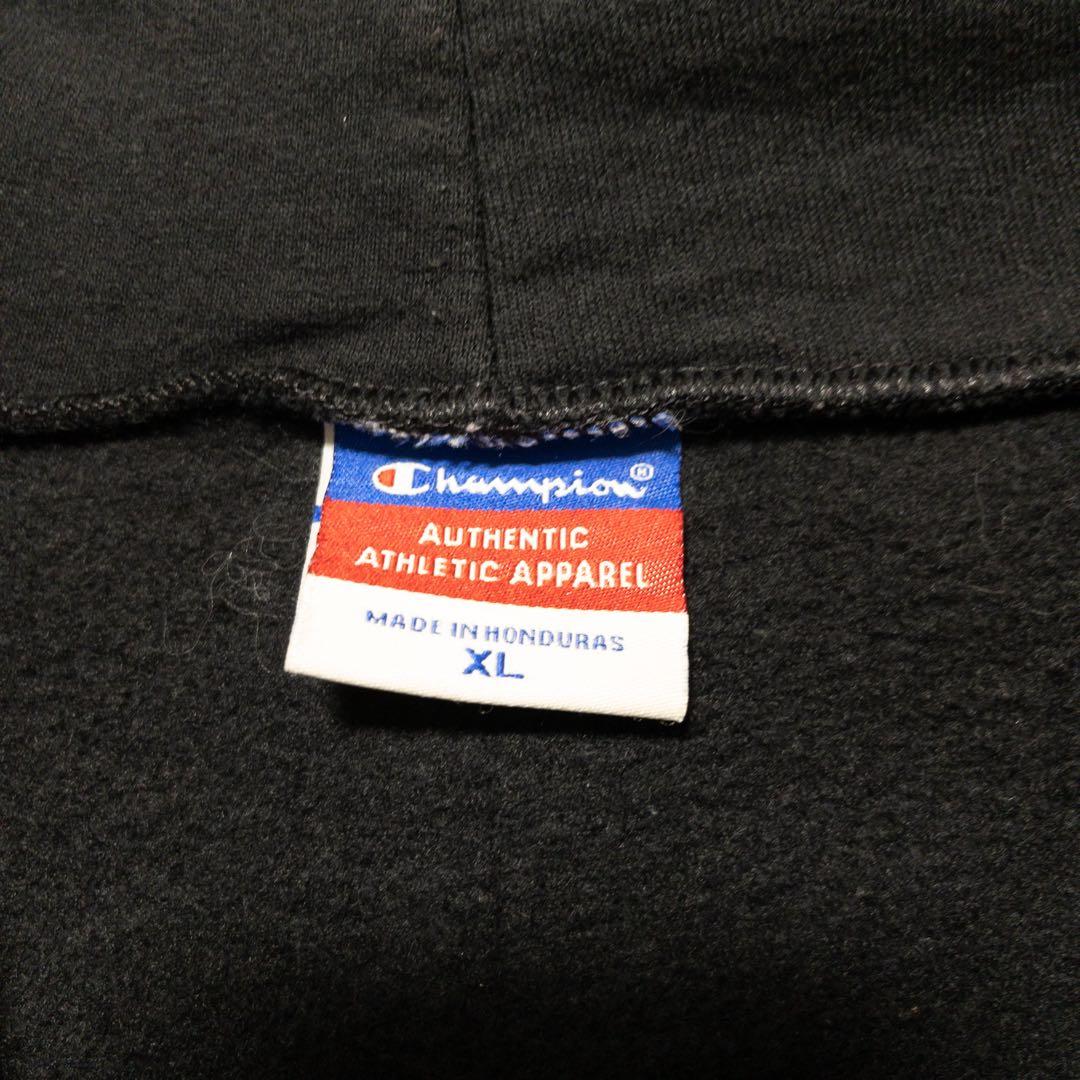 Champion®
AUTHENTIC
ATHLETIC APPAREL
MADE IN HONDURAS
XL